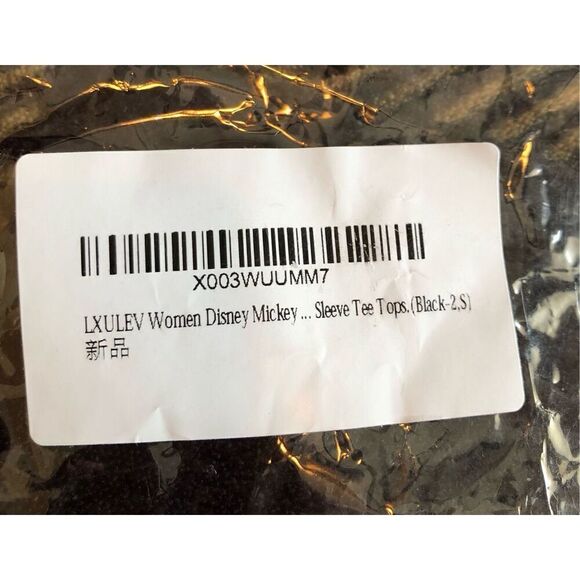 X003WUUMM7
LXULEV Women Disney Mickey ... Sleeve Tee Tops.(Black-2,S)
新品